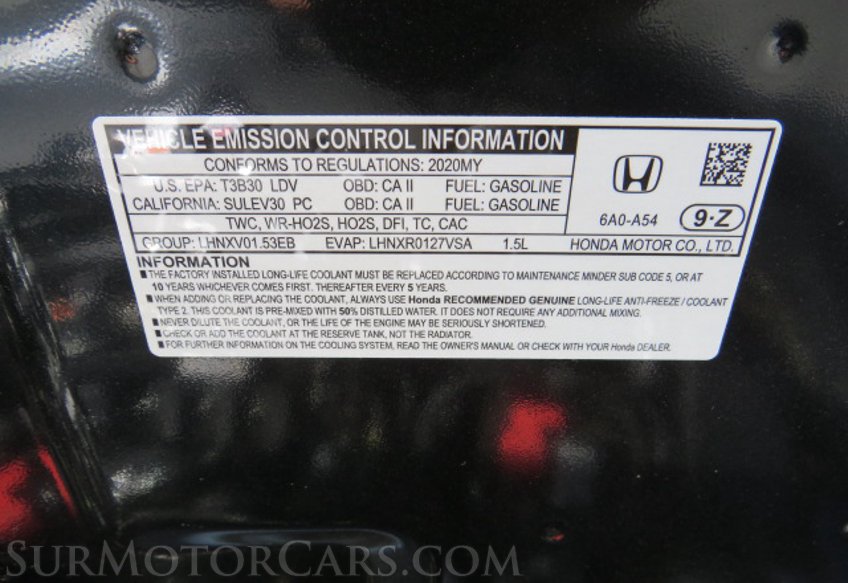 VEHICLE EMISSION CONTROL INFORMATION
CONFORMS TO REGULATIONS: 2020MY
U.S. EPA: T3B30 LDV OBD: CA II FUEL: GASOLINE
CALIFORNIA: SULEV30 PC OBD: CA II FUEL: GASOLINE
TWC, WR-HO2S, HO2S, DFI, TC, CAC
6A0-A54 9·Z
GROUP: LHNXV01.53EB EVAP: LHNXR0127VSA 1.5L HONDA MOTOR CO., LTD.
INFORMATION
■ THE FACTORY INSTALLED LONG-LIFE COOLANT MUST BE REPLACED ACCORDING TO MAINTENANCE MINDER SUB CODE 5, OR AT
10 YEARS WHICHEVER COMES FIRST. THEREAFTER EVERY 5 YEARS.
■ WHEN ADDING OR REPLACING THE COOLANT, ALWAYS USE Honda RECOMMENDED GENUINE LONG-LIFE ANTI-FREEZE / COOLANT
TYPE 2. THIS COOLANT IS PRE-MIXED WITH 50% DISTILLED WATER. IT DOES NOT REQUIRE ANY ADDITIONAL MIXING.
■ NEVER DILUTE THE COOLANT, OR THE LIFE OF THE ENGINE MAY BE SERIOUSLY SHORTENED.
■ CHECK OR ADD THE COOLANT AT THE RESERVE TANK, NOT THE RADIATOR.
■ FOR FURTHER INFORMATION ON THE COOLING SYSTEM, READ THE OWNER'S MANUAL OR CHECK WITH YOUR Honda DEALER.
SURMOTORCARS.COM